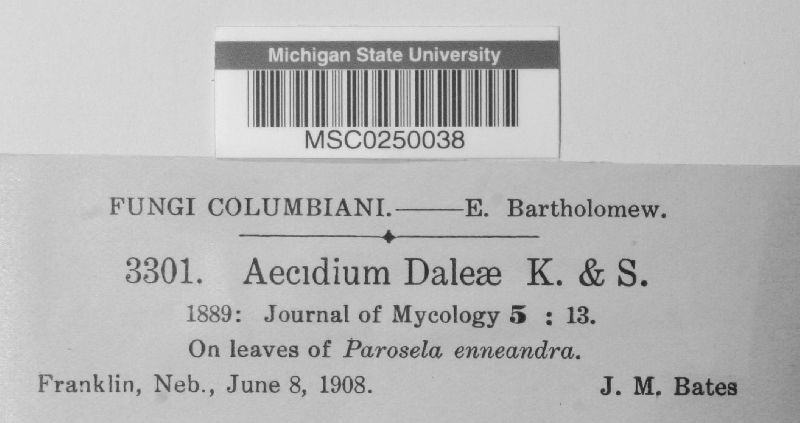 Michigan State University
MSC0250038
FUNGI COLUMBIANI.——E. Bartholomew.
3301. Aecidium Daleæ K. & S.
1889: Journal of Mycology 5 : 13.
On leaves of Parosela enneandra.
Franklin, Neb., June 8, 1908. J. M. Bates